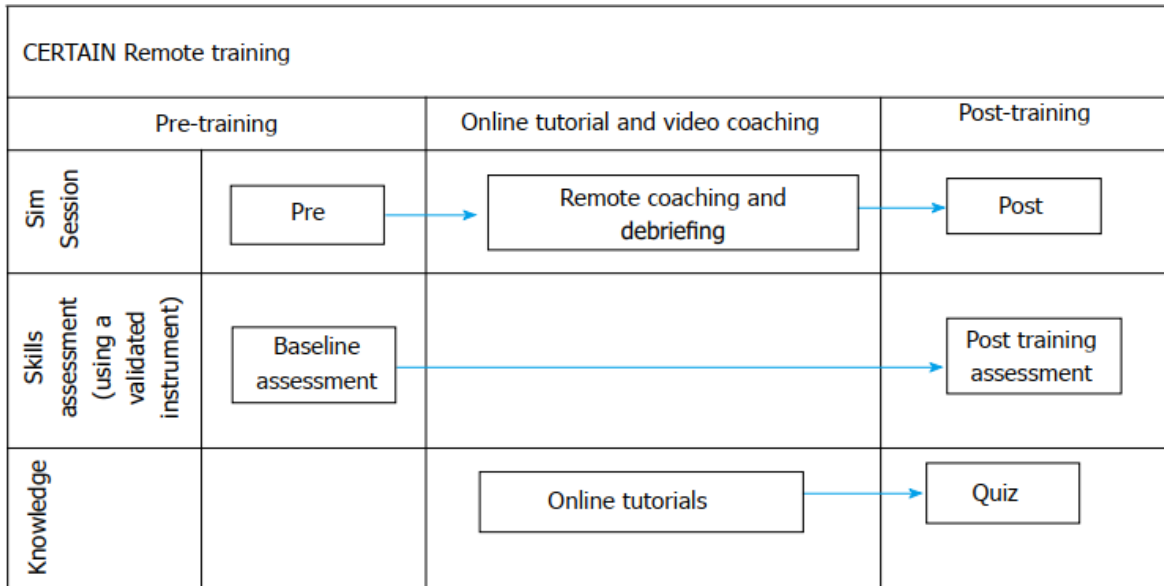 CERTAIN Remote training
Pre-training
Online tutorial and video coaching
Post-training
Sim
Session
Pre
Remote coaching and
debriefing
Post
Skills
assessment
(using a
validated
instrument)
Baseline
assessment
Post training
assessment
Knowledge
Online tutorials
Quiz